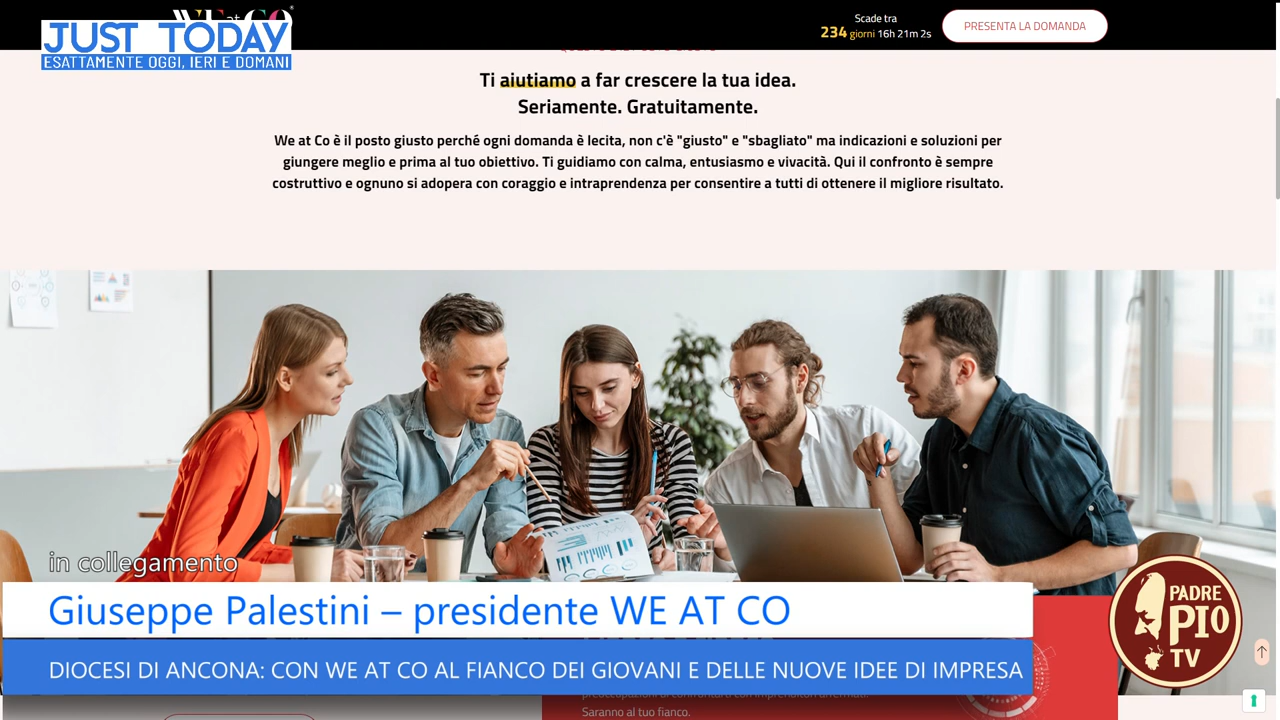 WE at CO
JUST TODAY
ESATTAMENTE OGGI, IERI E DOMANI
Scade tra
234 giorni 16h 21m 2s
PRESENTA LA DOMANDA
Ti aiutiamo a far crescere la tua idea.
Seriamente. Gratuitamente.
We at Co è il posto giusto perché ogni domanda è lecita, non c'è "giusto" e "sbagliato" ma indicazioni e soluzioni per
giungere meglio e prima al tuo obiettivo. Ti guidiamo con calma, entusiasmo e vivacità. Qui il confronto è sempre
costruttivo e ognuno si adopera con coraggio e intraprendenza per consentire a tutti di ottenere il migliore risultato.
in collegamento
Giuseppe Palestini – presidente WE AT CO
DIOCESI DI ANCONA: CON WE AT CO AL FIANCO DEI GIOVANI E DELLE NUOVE IDEE DI IMPRESA
PADRE
PIO
TV
Saranno al tuo fianco.